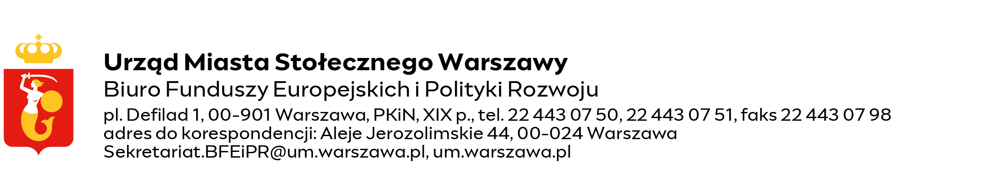 Urząd Miasta Stołecznego Warszawy
Biuro Funduszy Europejskich i Polityki Rozwoju
pl. Defilad 1, 00-901 Warszawa, PKiN, XIX p., tel. 22 443 07 50, 22 443 07 51, faks 22 443 07 98
adres do korespondencji: Aleje Jerozolimskie 44, 00-024 Warszawa
Sekretariat.BFEiPR@um.warszawa.pl, um.warszawa.pl